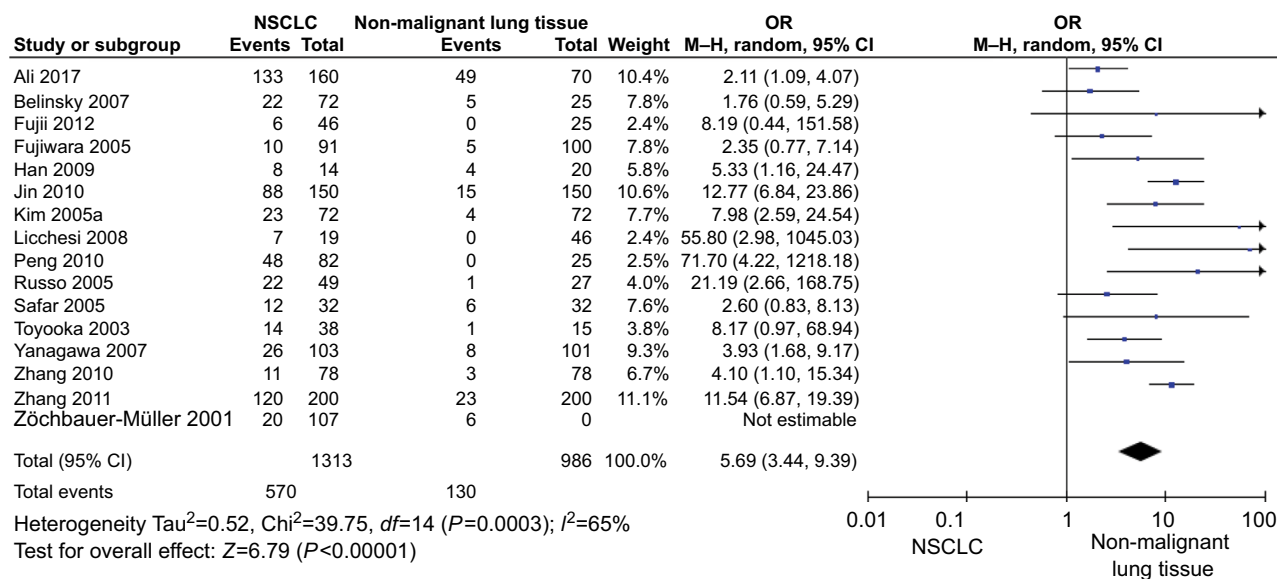 NSCLC Non-malignant lung tissue OR OR
Study or subgroup Events Total Events Total Weight M–H, random, 95% CI M–H, random, 95% CI
Ali 2017 133 160 49 70 10.4% 2.11 (1.09, 4.07)
Belinsky 2007 22 72 5 25 7.8% 1.76 (0.59, 5.29)
Fujii 2012 6 46 0 25 2.4% 8.19 (0.44, 151.58)
Fujiwara 2005 10 91 5 100 7.8% 2.35 (0.77, 7.14)
Han 2009 8 14 4 20 5.8% 5.33 (1.16, 24.47)
Jin 2010 88 150 15 150 10.6% 12.77 (6.84, 23.86)
Kim 2005a 23 72 4 72 7.7% 7.98 (2.59, 24.54)
Licchesi 2008 7 19 0 46 2.4% 55.80 (2.98, 1045.03)
Peng 2010 48 82 0 25 2.5% 71.70 (4.22, 1218.18)
Russo 2005 22 49 1 27 4.0% 21.19 (2.66, 168.75)
Safar 2005 12 32 6 32 7.6% 2.60 (0.83, 8.13)
Toyooka 2003 14 38 1 15 3.8% 8.17 (0.97, 68.94)
Yanagawa 2007 26 103 8 101 9.3% 3.93 (1.68, 9.17)
Zhang 2010 11 78 3 78 6.7% 4.10 (1.10, 15.34)
Zhang 2011 120 200 23 200 11.1% 11.54 (6.87, 19.39)
Zöchbauer-Müller 2001 20 107 6 0 Not estimable
Total (95% CI) 1313 986 100.0% 5.69 (3.44, 9.39)
Total events 570 130
Heterogeneity Tau²=0.52, Chi²=39.75, df=14 (P=0.0003); I²=65%
Test for overall effect: Z=6.79 (P<0.00001)
0.01 0.1 1 10 100
NSCLC Non-malignant
lung tissue